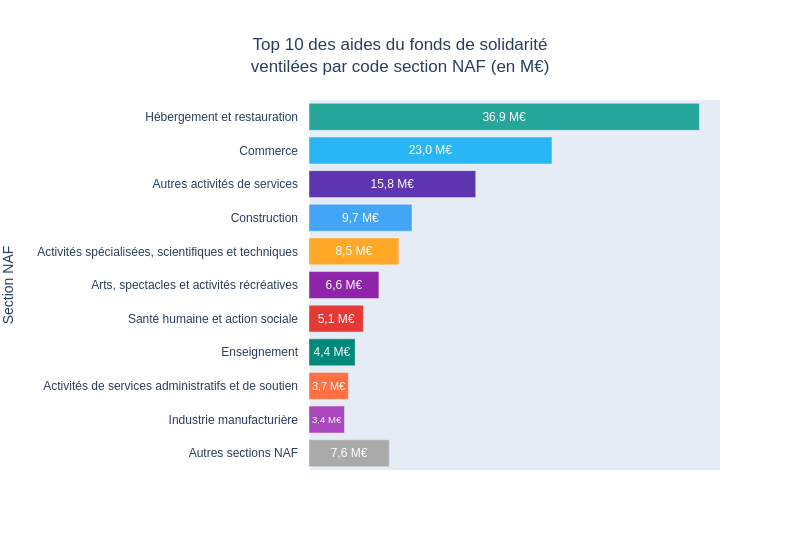 Top 10 des aides du fonds de solidarité
ventilées par code section NAF (en M€)
Section NAF
Hébergement et restauration 36,9 M€
Commerce 23,0 M€
Autres activités de services 15,8 M€
Construction 9,7 M€
Activités spécialisées, scientifiques et techniques 8,5 M€
Arts, spectacles et activités récréatives 6,6 M€
Santé humaine et action sociale 5,1 M€
Enseignement 4,4 M€
Activités de services administratifs et de soutien 3,7 M€
Industrie manufacturière 3,4 M€
Autres sections NAF 7,6 M€